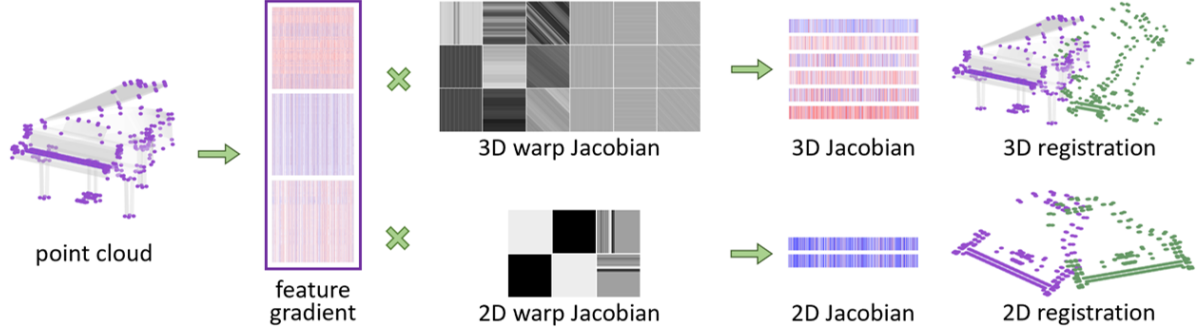 point cloud
feature
gradient
3D warp Jacobian
3D Jacobian
3D registration
2D warp Jacobian
2D Jacobian
2D registration